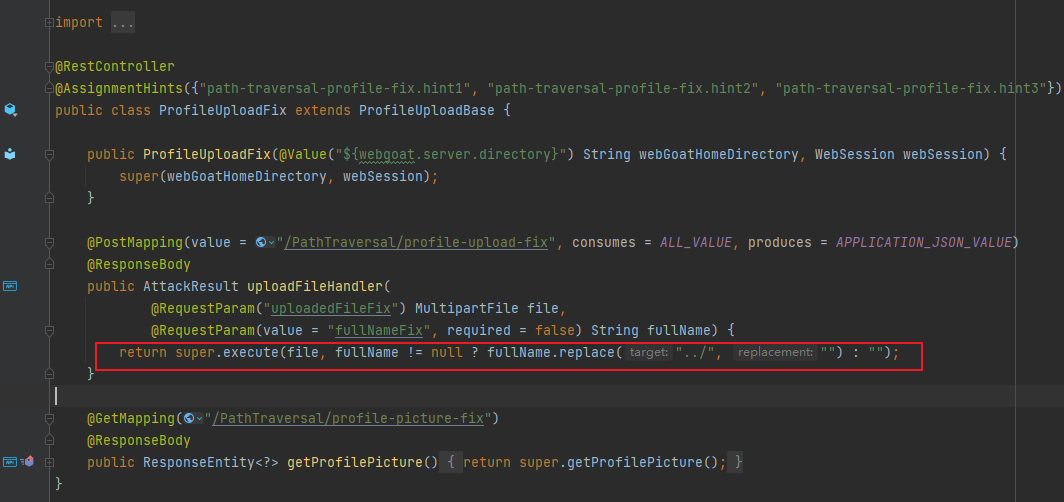 import ...
@RestController
@AssignmentHints({"path-traversal-profile-fix.hint1", "path-traversal-profile-fix.hint2", "path-traversal-profile-fix.hint3"})
public class ProfileUploadFix extends ProfileUploadBase {
public ProfileUploadFix(@Value("${webgoat.server.directory}") String webGoatHomeDirectory, WebSession webSession) {
super(webGoatHomeDirectory, webSession);
}
@PostMapping(value = "/PathTraversal/profile-upload-fix", consumes = ALL_VALUE, produces = APPLICATION_JSON_VALUE)
@ResponseBody
public AttackResult uploadFileHandler(
@RequestParam("uploadedFileFix") MultipartFile file,
@RequestParam(value = "fullNameFix", required = false) String fullName) {
return super.execute(file, fullName != null ? fullName.replace( target: "../", replacement: "") : "");
}
@GetMapping("/PathTraversal/profile-picture-fix")
@ResponseBody
public ResponseEntity<?> getProfilePicture() { return super.getProfilePicture(); }
}